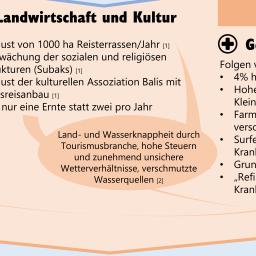 Landwirtschaft und Kultur
ust von 1000 ha Reisterrassen/Jahr [1]
wächung der sozialen und religiösen
ukturen (Subaks) [1]
ust der kulturellen Assoziation Balis mit
sreisanbau [1]
nur eine Ernte statt zwei pro Jahr
Land- und Wasserknappheit durch
Tourismusbranche, hohe Steuern
und zunehmend unsichere
Wetterverhältnisse, verschmutzte
Wasserquellen [2]
G
Folgen v
• 4% h
• Hohe
Klein
• Farm
versc
• Surfe
Krank
• Grun
• „Refi
Krank